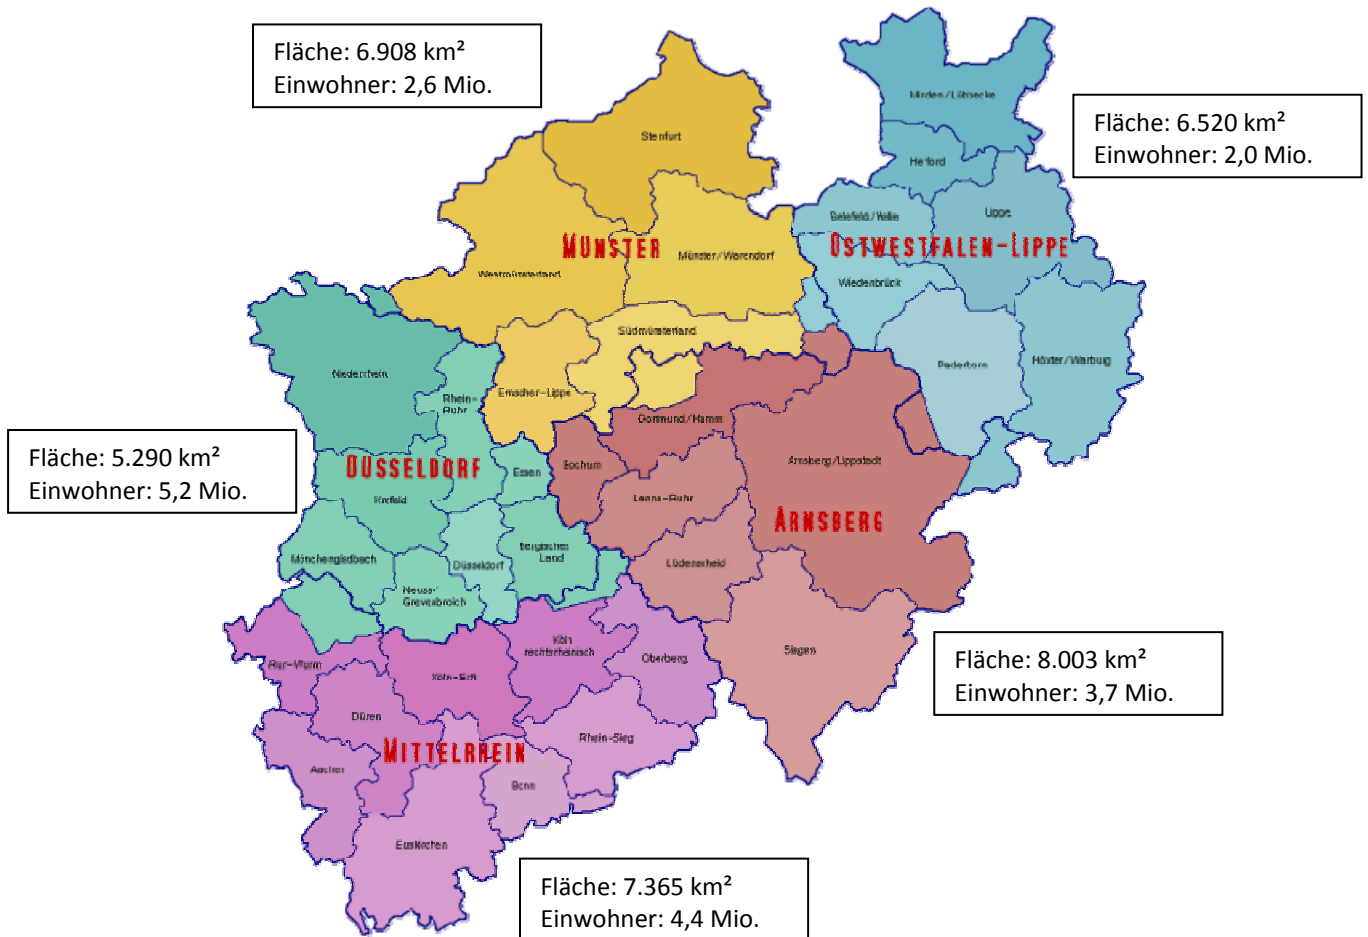 Fläche: 6.908 km²
Einwohner: 2,6 Mio.
Minden/Lübbecke
Fläche: 6.520 km²
Einwohner: 2,0 Mio.
Steinfurt
Herford
Bielefeld/Halle
Lippe
MÜNSTER
Münster/Warendorf
OSTWESTFALEN-LIPPE
Westmünsterland
Wiedenbrück
Südmünsterland
Niederrhein
Paderborn
Höxter/Warburg
Rhein-
Ruhr
Emscher-Lippe
Dortmund/Hamm
Fläche: 5.290 km²
Einwohner: 5,2 Mio.
DÜSSELDORF
Essen
Bochum
Arnsberg/Lippstadt
Krefeld
Lenne-Ruhr
ARNSBERG
Mönchengladbach
Düsseldorf
Bergisches
Land
Lüdenscheid
Neuss/
Grevenbroich
Rur-Wurm
Köln-Erft
Köln
rechtsrheinisch
Oberberg
Siegen
Fläche: 8.003 km²
Einwohner: 3,7 Mio.
Düren
Rhein-Sieg
MITTELRHEIN
Aachen
Bonn
Euskirchen
Fläche: 7.365 km²
Einwohner: 4,4 Mio.